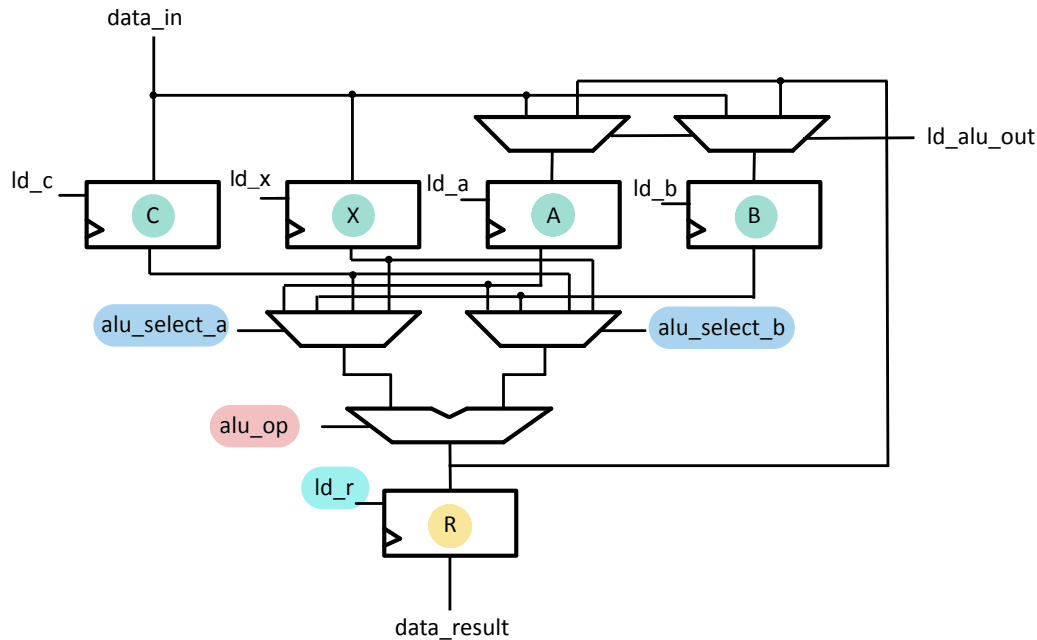 data_in
ld_alu_out
ld_c
ld_x
ld_a
ld_b
C
X
A
B
alu_select_a
alu_select_b
alu_op
ld_r
R
data_result